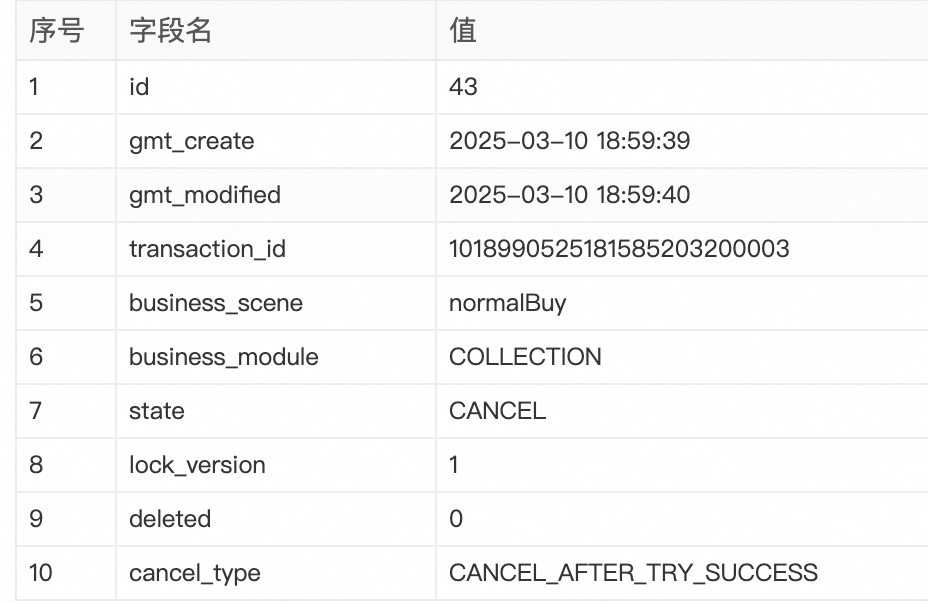 序号 字段名 值
1 id 43
2 gmt_create 2025-03-10 18:59:39
3 gmt_modified 2025-03-10 18:59:40
4 transaction_id 1018990525181585203200003
5 business_scene normalBuy
6 business_module COLLECTION
7 state CANCEL
8 lock_version 1
9 deleted 0
10 cancel_type CANCEL_AFTER_TRY_SUCCESS